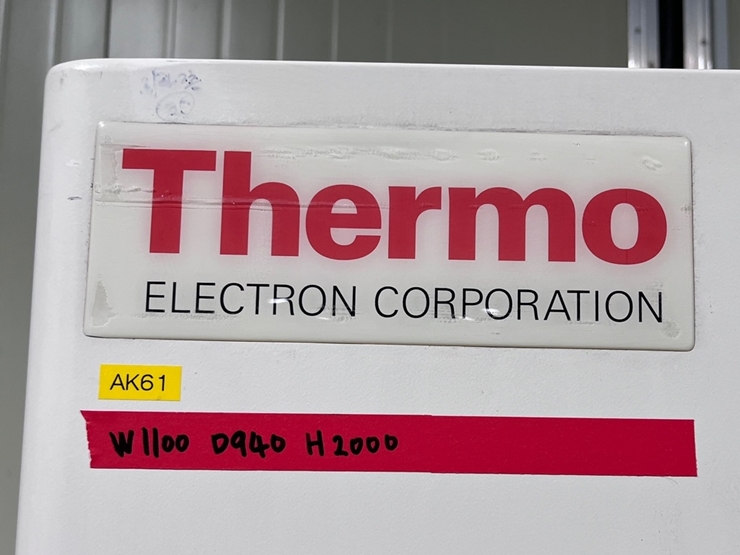 Thermo
ELECTRON CORPORATION
AK61
W1100 D940 H2000